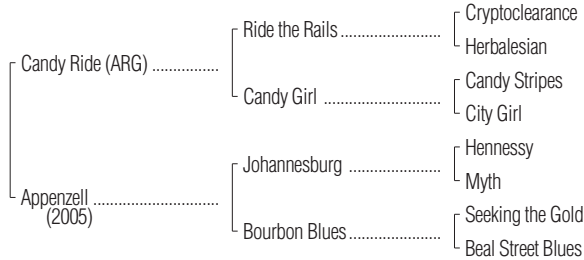 Cryptoclearance
Ride the Rails
Herbalesian
Candy Ride (ARG)
Candy Stripes
Candy Girl
City Girl
Hennessy
Johannesburg
Myth
Appenzell
(2005)
Seeking the Gold
Bourbon Blues
Beal Street Blues